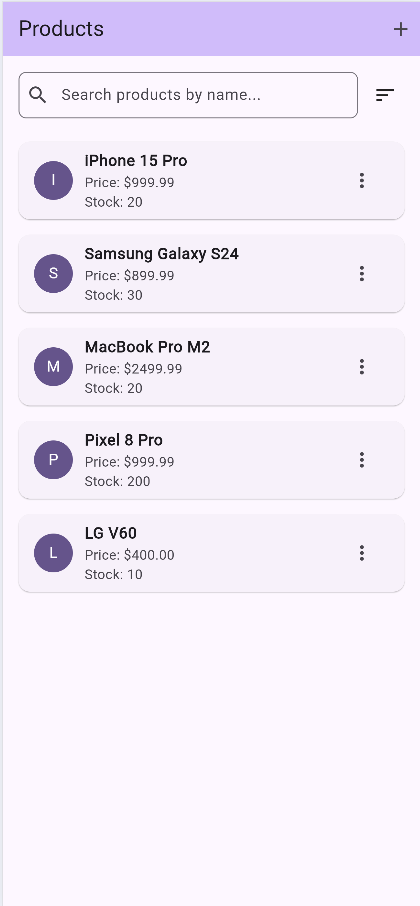 Products
Search products by name...
I
iPhone 15 Pro
Price: $999.99
Stock: 20
S
Samsung Galaxy S24
Price: $899.99
Stock: 30
M
MacBook Pro M2
Price: $2499.99
Stock: 20
P
Pixel 8 Pro
Price: $999.99
Stock: 200
L
LG V60
Price: $400.00
Stock: 10